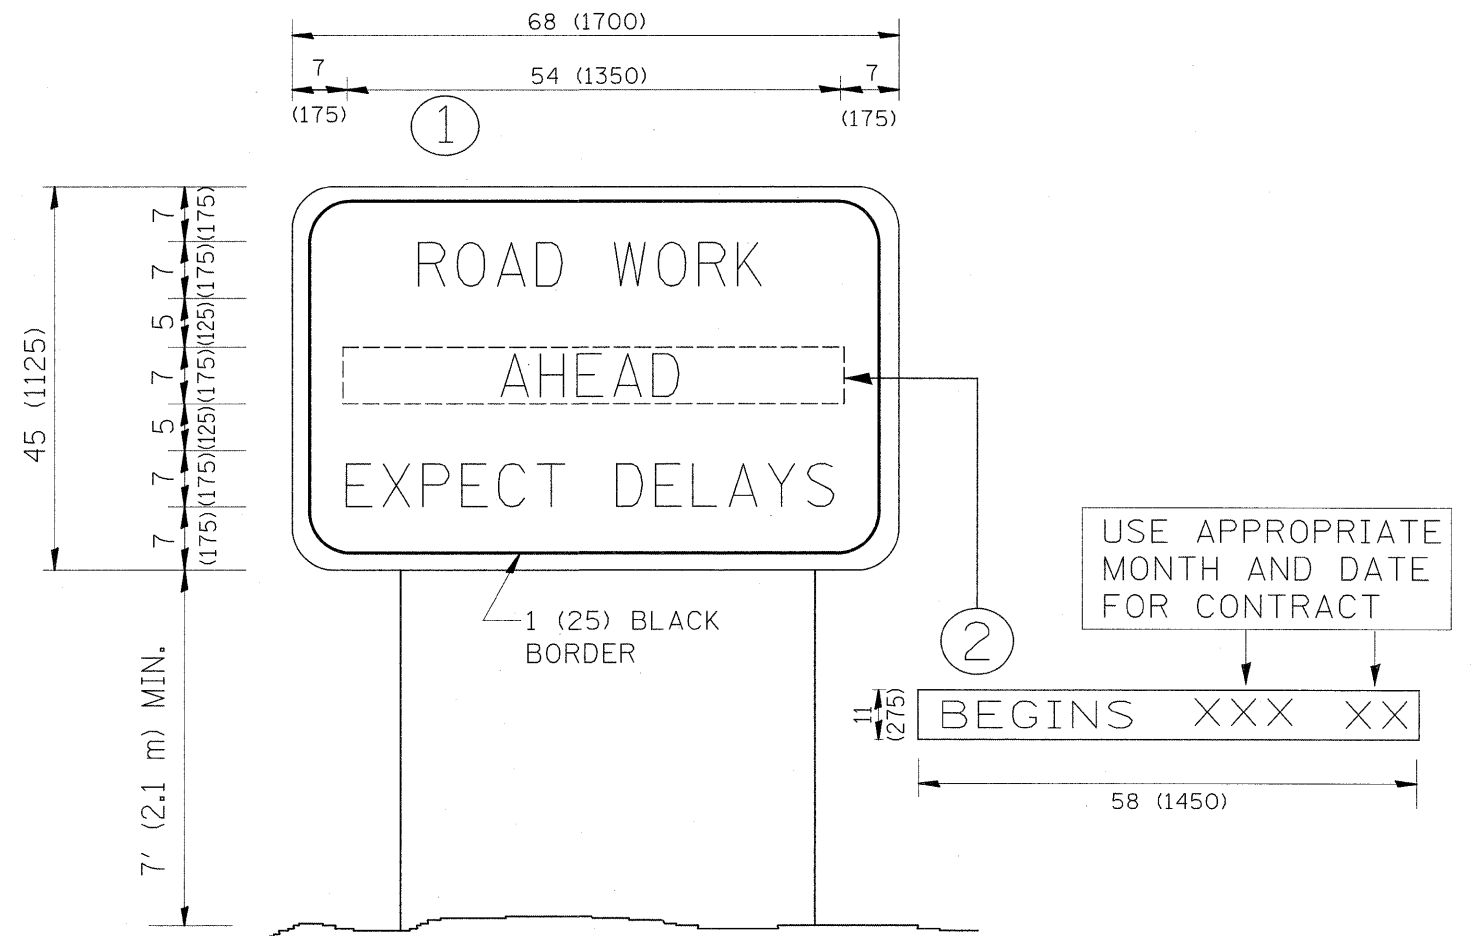 68 (1700)
7
54 (1350)
7
(175)
(175)
1
45 (1125)
7
(175)
7
(175)
5
(125)
7
(175)
5
(125)
7
(175)
7
(175)
ROAD WORK
AHEAD
EXPECT DELAYS
1 (25) BLACK
BORDER
7' (2.1 m) MIN.
USE APPROPRIATE
MONTH AND DATE
FOR CONTRACT
2
11
(275)
BEGINS XXX XX
58 (1450)